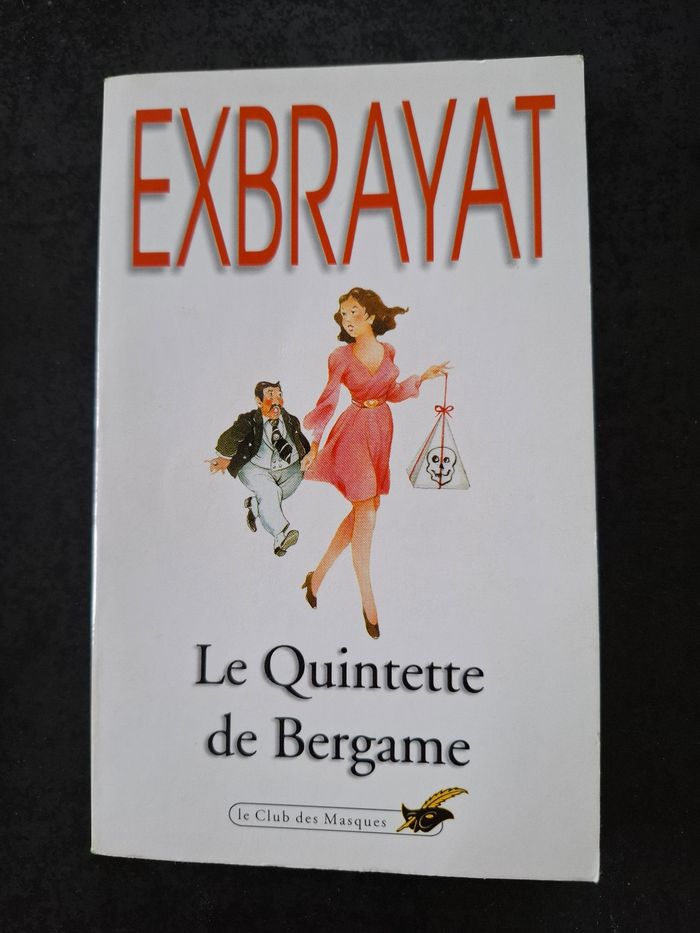 EXBRAYAT
Le Quintette
de Bergame
le Club des Masques